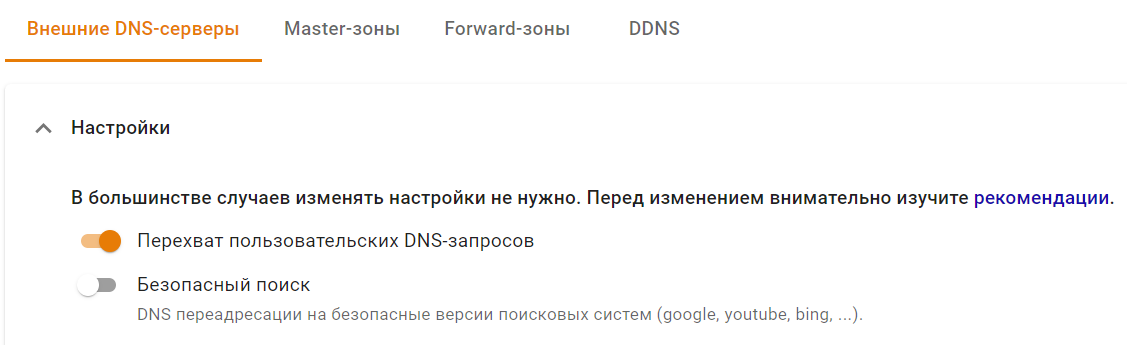 Внешние DNS-серверы Master-зоны Forward-зоны DDNS
Настройки
В большинстве случаев изменять настройки не нужно. Перед изменением внимательно изучите рекомендации.
Перехват пользовательских DNS-запросов
Безопасный поиск
DNS переадресации на безопасные версии поисковых систем (google, youtube, bing, ...).